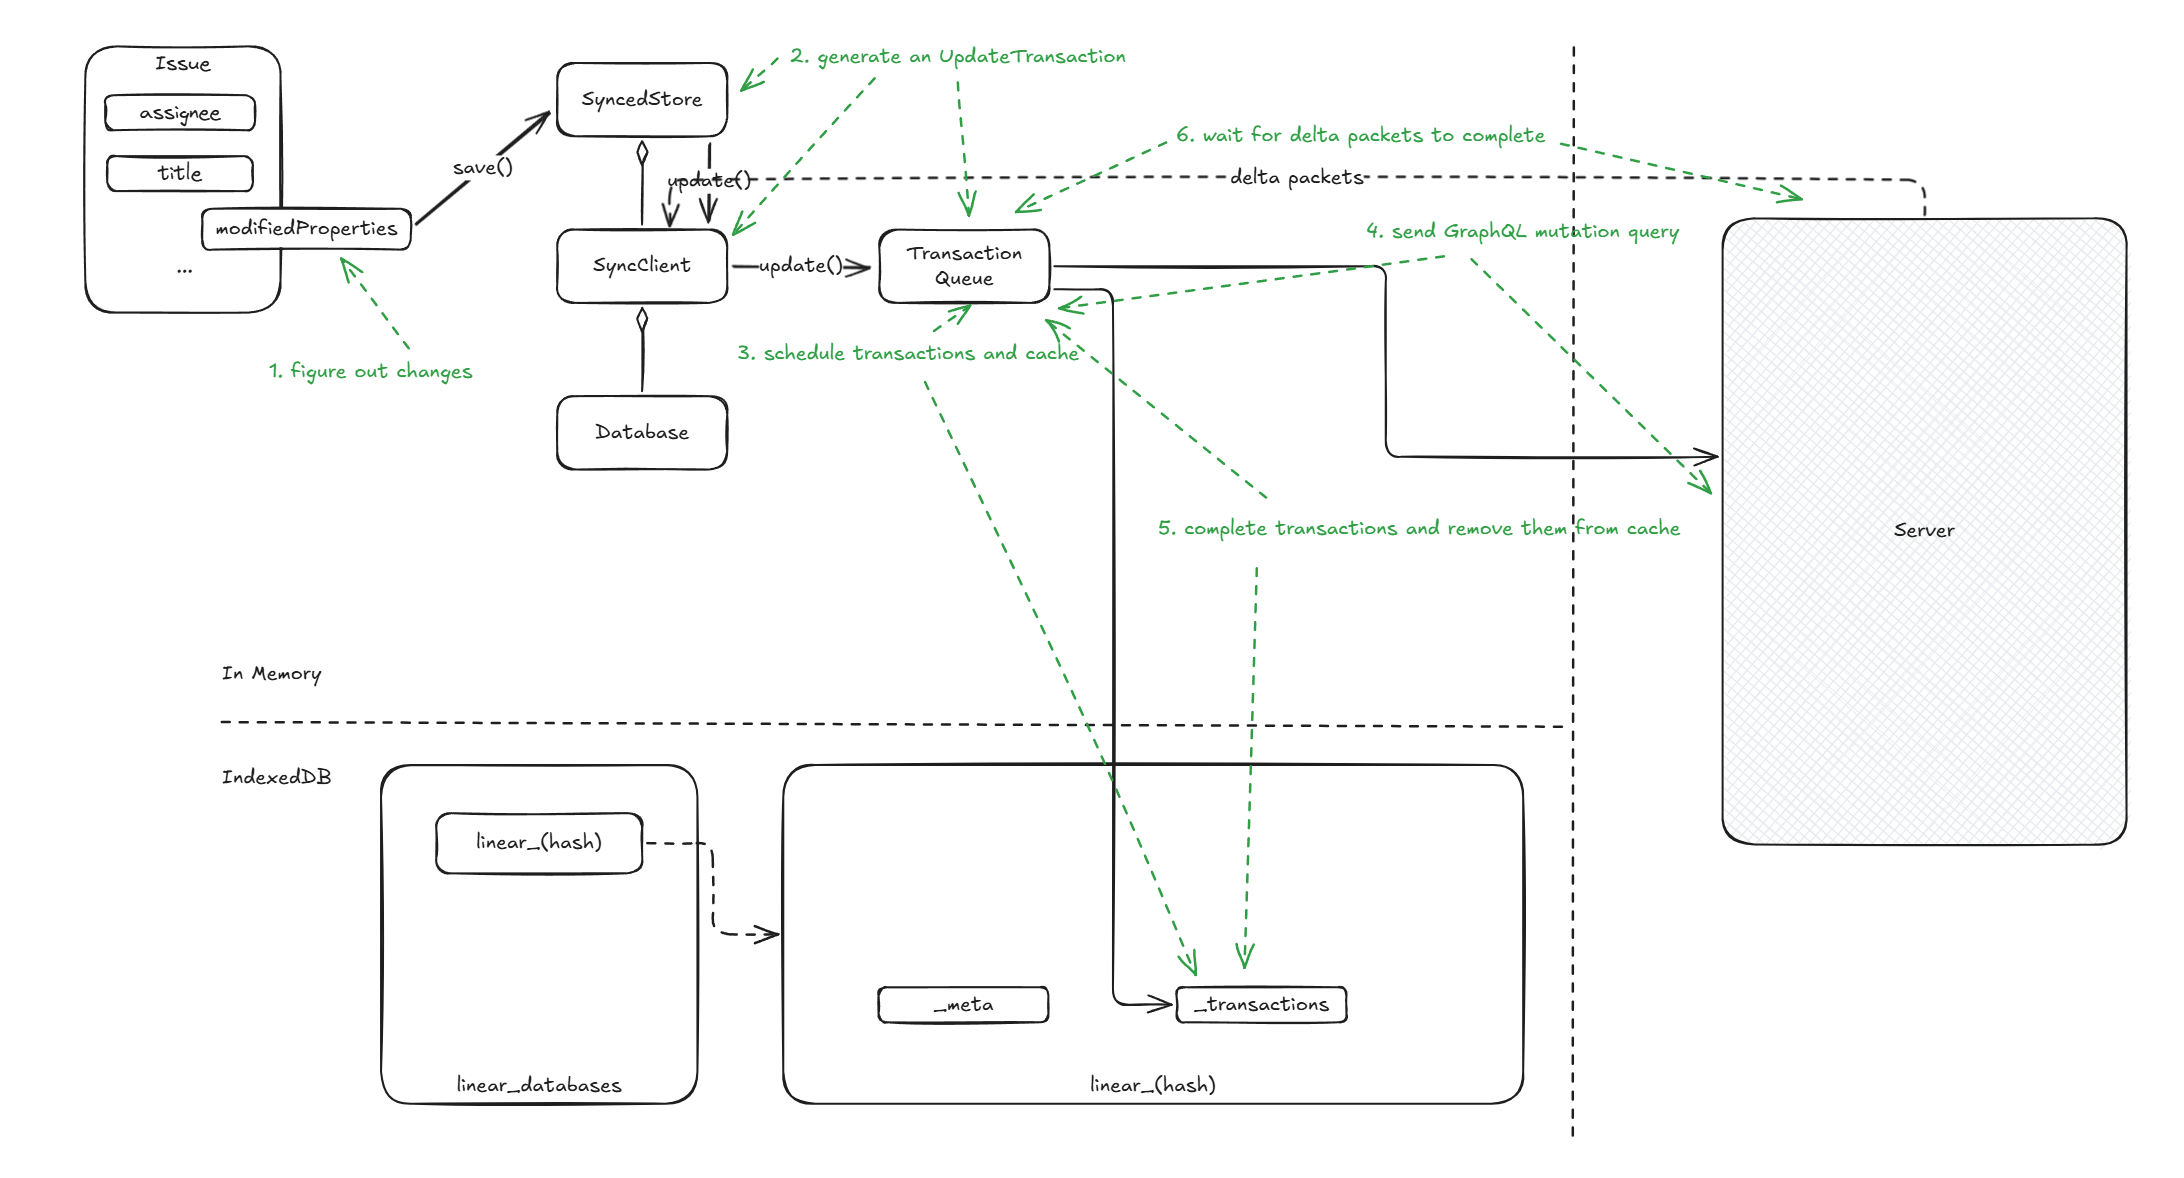 Issue
assignee
title
modifiedProperties
...
save()
1. figure out changes
SyncedStore
2. generate an UpdateTransaction
update()
6. wait for delta packets to complete
delta packets
SyncClient
update()
Transaction
Queue
4. send GraphQL mutation query
3. schedule transactions and cache
Database
5. complete transactions and remove them from cache
Server
In Memory
IndexedDB
linear_(hash)
linear_databases
_meta
_transactions
linear_(hash)